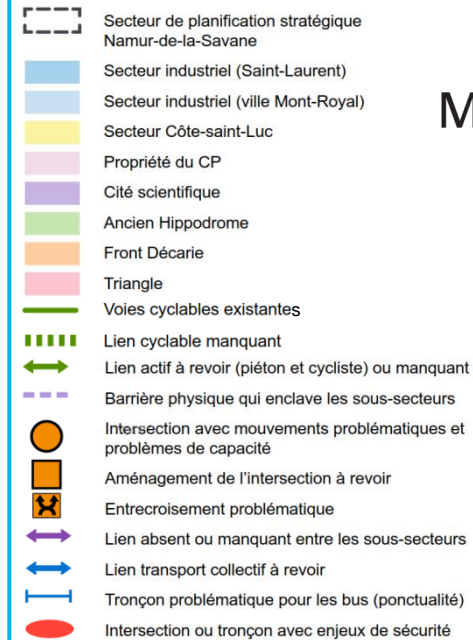 Secteur de planification stratégique
Namur-de-la-Savane
Secteur industriel (Saint-Laurent)
Secteur industriel (ville Mont-Royal)
M
Secteur Côte-saint-Luc
Propriété du CP
Cité scientifique
Ancien Hippodrome
Front Décarie
Triangle
Voies cyclables existantes
Lien cyclable manquant
Lien actif à revoir (piéton et cycliste) ou manquant
Barrière physique qui enclave les sous-secteurs
Intersection avec mouvements problématiques et
problèmes de capacité
Aménagement de l'intersection à revoir
Entrecroisement problématique
Lien absent ou manquant entre les sous-secteurs
Lien transport collectif à revoir
Tronçon problématique pour les bus (ponctualité)
Intersection ou tronçon avec enjeux de sécurité